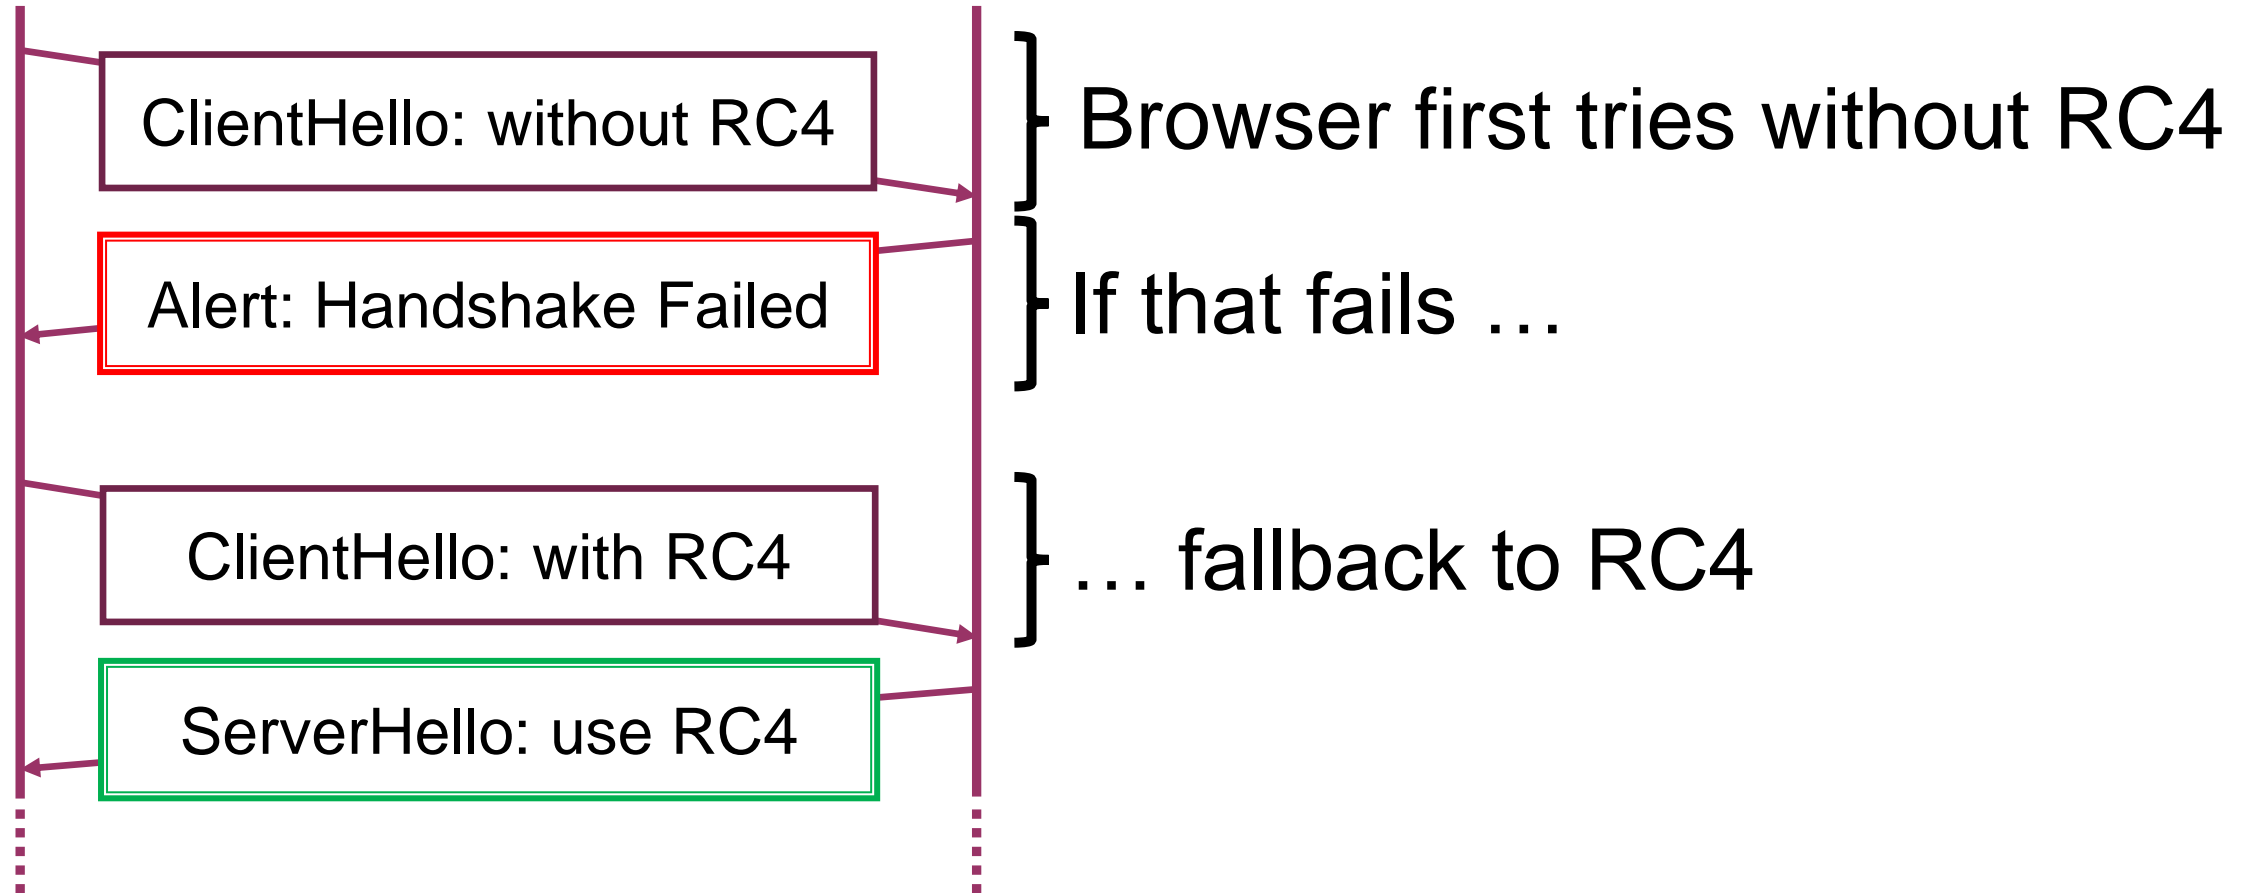 ClientHello: without RC4
Browser first tries without RC4
Alert: Handshake Failed
If that fails …
ClientHello: with RC4
… fallback to RC4
ServerHello: use RC4